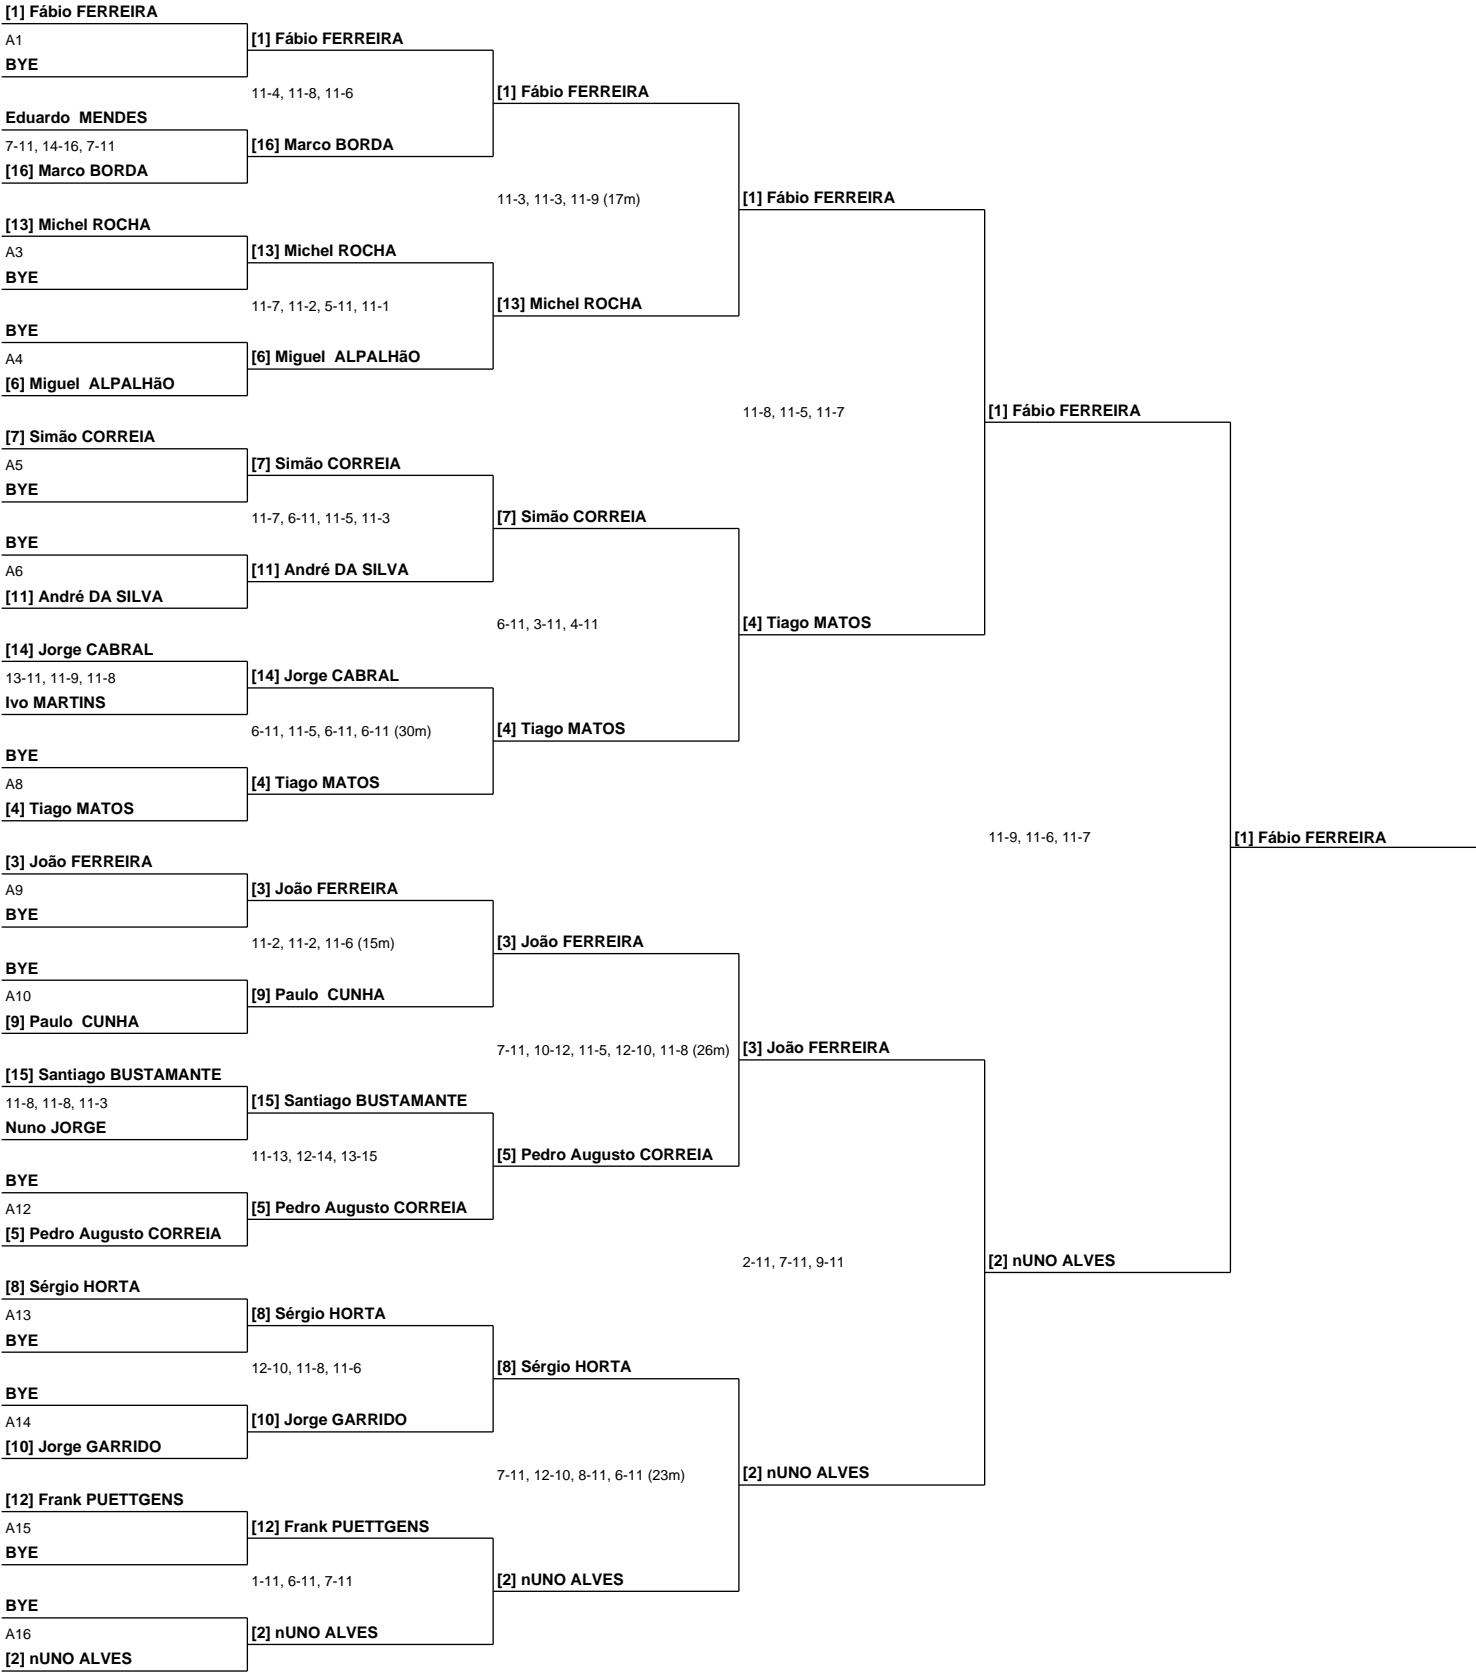 [1] Fábio FERREIRA
A1
BYE
Eduardo  MENDES
7-11, 14-16, 7-11
[16] Marco BORDA
[13] Michel ROCHA
A3
BYE
BYE
A4
[6] Miguel  ALPALHãO
[7] Simão CORREIA
A5
BYE
BYE
A6
[11] André DA SILVA
[14] Jorge CABRAL
13-11, 11-9, 11-8
Ivo MARTINS
BYE
A8
[4] Tiago MATOS
[3] João FERREIRA
A9
BYE
BYE
A10
[9] Paulo  CUNHA
[15] Santiago BUSTAMANTE
11-8, 11-8, 11-3
Nuno JORGE
BYE
A12
[5] Pedro Augusto CORREIA
[8] Sérgio HORTA
A13
BYE
BYE
A14
[10] Jorge GARRIDO
[12] Frank PUETTGENS
A15
BYE
BYE
A16
[2] nUNO ALVES
[1] Fábio FERREIRA
11-4, 11-8, 11-6
[16] Marco BORDA
[13] Michel ROCHA
11-7, 11-2, 5-11, 11-1
[6] Miguel  ALPALHãO
[7] Simão CORREIA
11-7, 6-11, 11-5, 11-3
[11] André DA SILVA
[14] Jorge CABRAL
6-11, 11-5, 6-11, 6-11 (30m)
[4] Tiago MATOS
[3] João FERREIRA
11-2, 11-2, 11-6 (15m)
[9] Paulo  CUNHA
[15] Santiago BUSTAMANTE
11-13, 12-14, 13-15
[5] Pedro Augusto CORREIA
[8] Sérgio HORTA
12-10, 11-8, 11-6
[10] Jorge GARRIDO
[12] Frank PUETTGENS
1-11, 6-11, 7-11
[2] nUNO ALVES
[1] Fábio FERREIRA
11-3, 11-3, 11-9 (17m)
[13] Michel ROCHA
[7] Simão CORREIA
6-11, 3-11, 4-11
[4] Tiago MATOS
[3] João FERREIRA
7-11, 10-12, 11-5, 12-10, 11-8 (26m)
[5] Pedro Augusto CORREIA
[8] Sérgio HORTA
7-11, 12-10, 8-11, 6-11 (23m)
[2] nUNO ALVES
[1] Fábio FERREIRA
11-8, 11-5, 11-7
[4] Tiago MATOS
[3] João FERREIRA
2-11, 7-11, 9-11
[2] nUNO ALVES
[1] Fábio FERREIRA
11-9, 11-6, 11-7
[2] nUNO ALVES
[1] Fábio FERREIRA